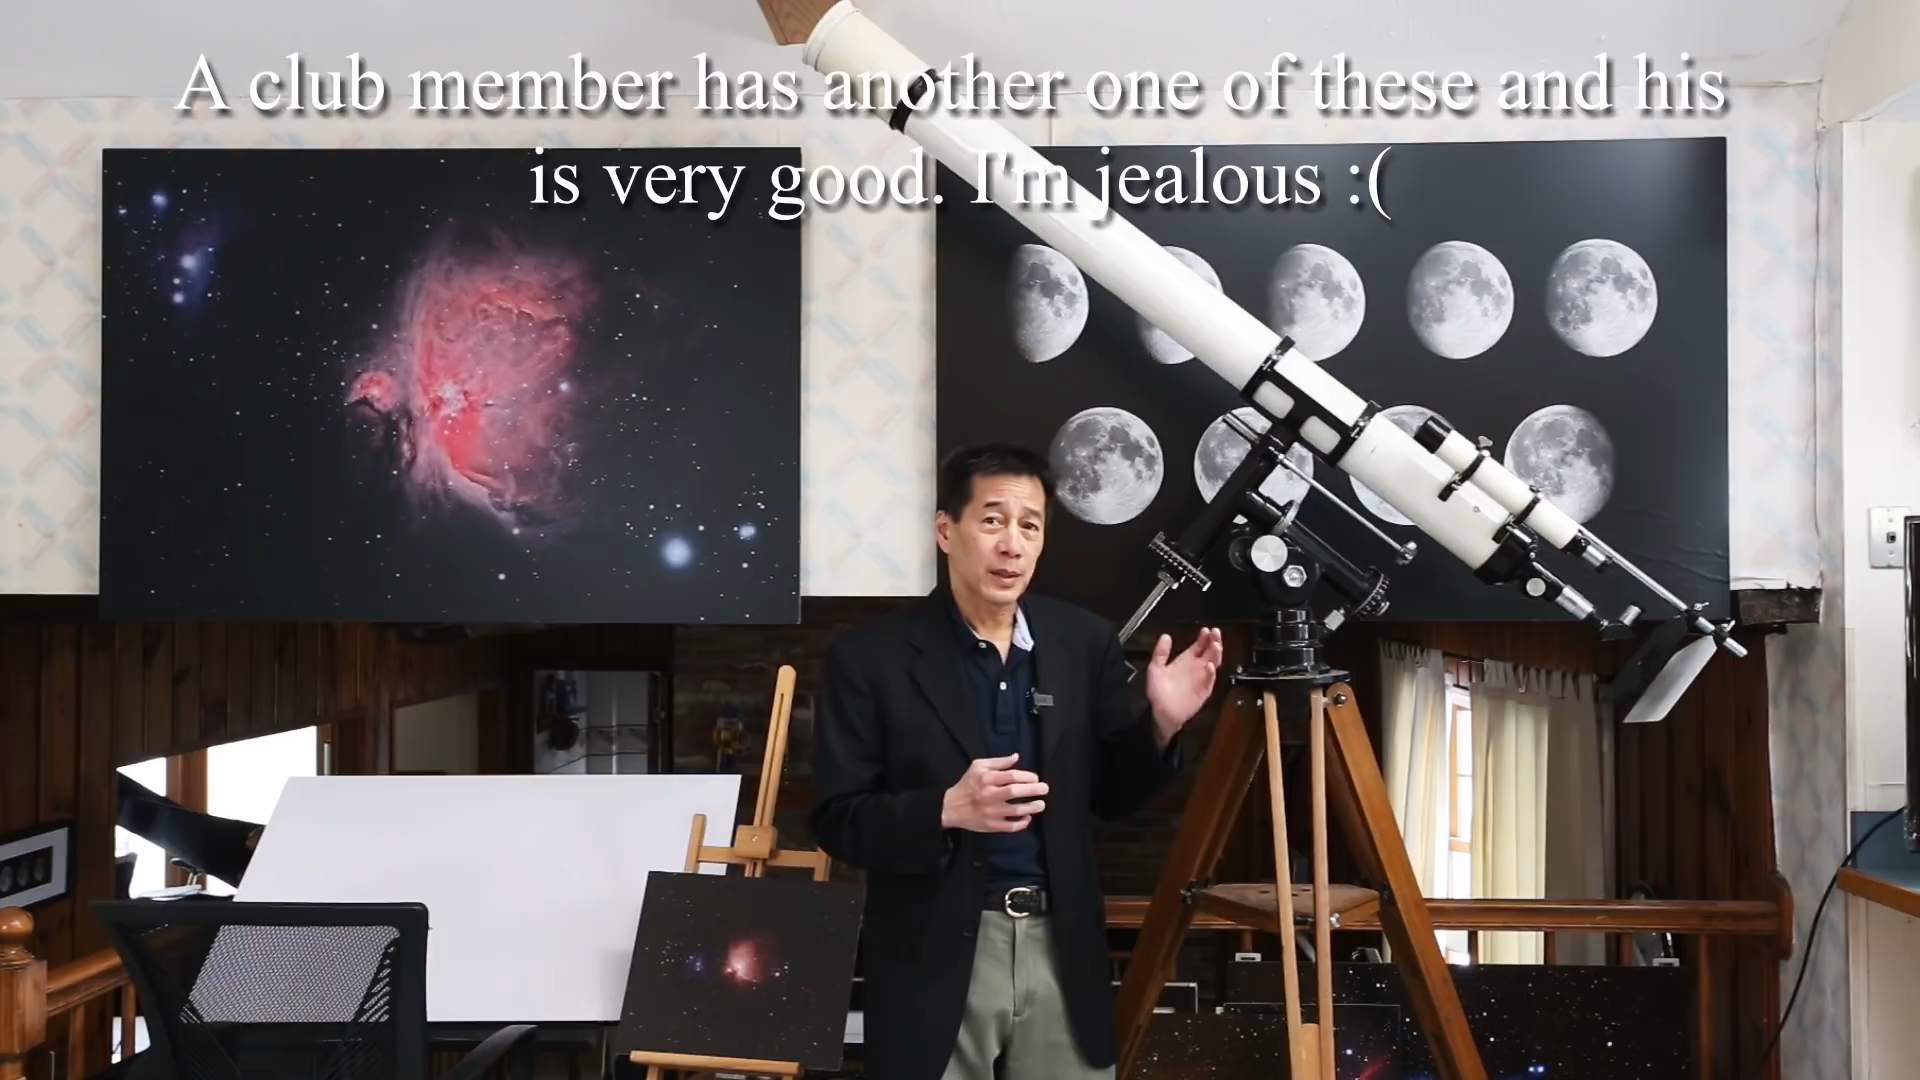 A club member has another one of these and his
is very good. I'm jealous :(